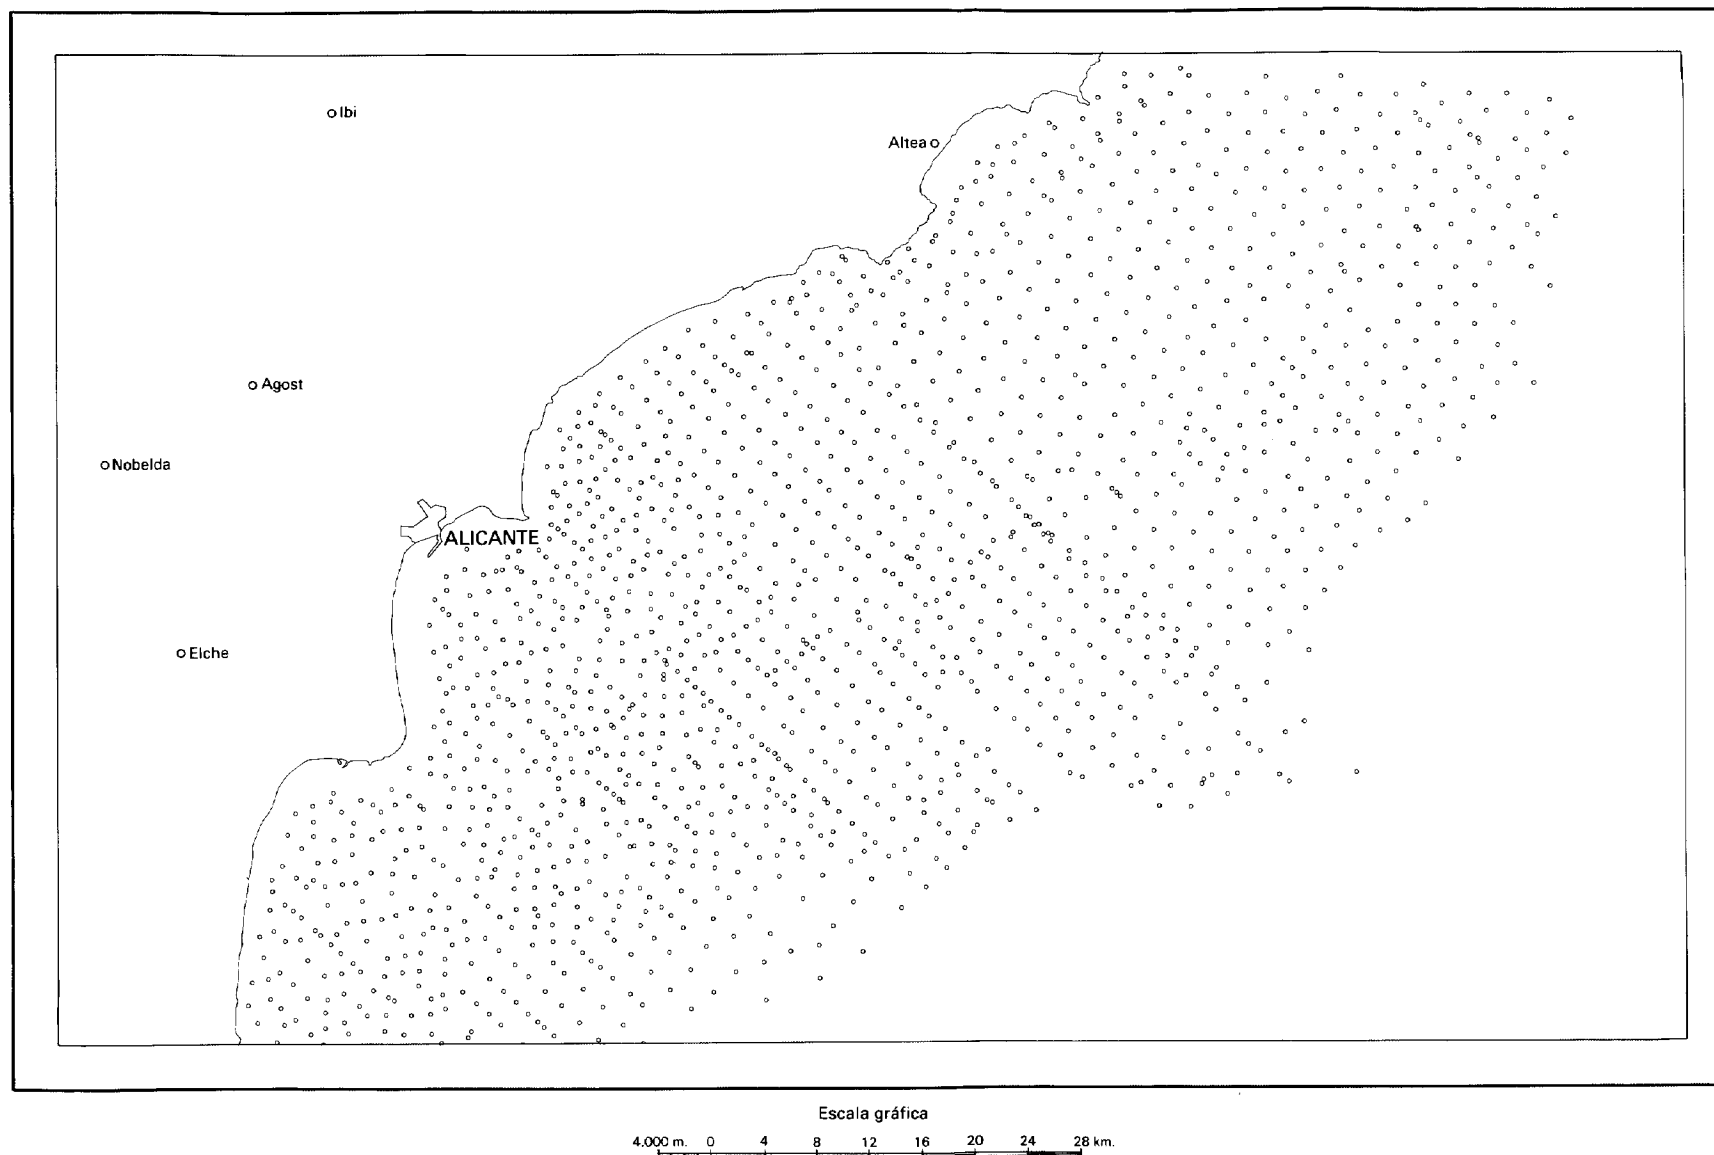 Ibi
Altea
Agost
Nobelda
ALICANTE
Elche
Escala gráfica
4.000 m. 0 4 8 12 16 20 24 28 km.